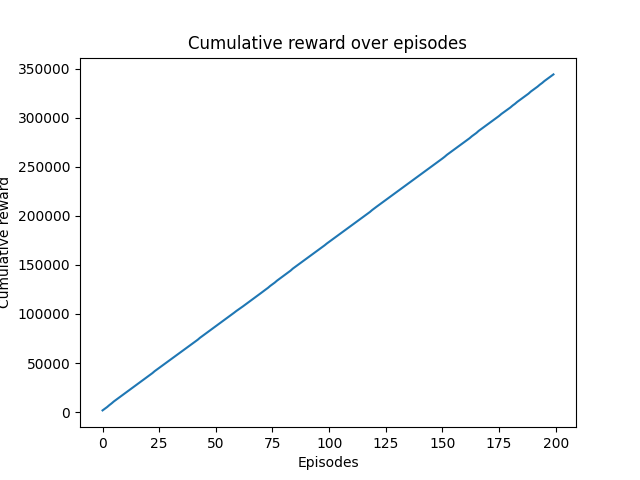 Cumulative reward over episodes
350000
300000
250000
200000
150000
100000
50000
0
Cumulative reward
0 25 50 75 100 125 150 175 200
Episodes